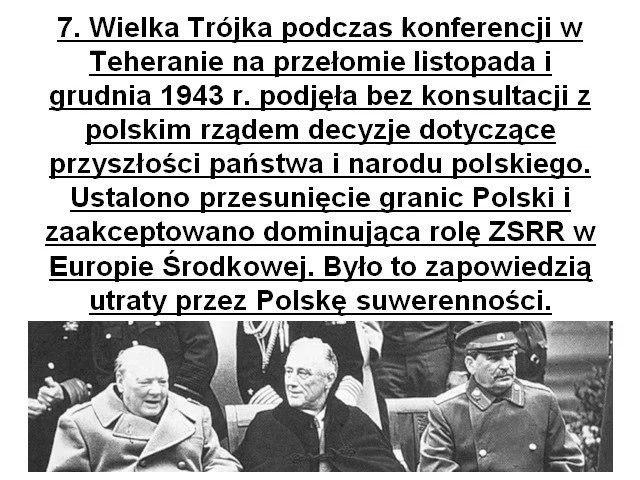 7. Wielka Trójka podczas konferencji w
Teheranie na przełomie listopada i
grudnia 1943 r. podjęła bez konsultacji z
polskim rządem decyzje dotyczące
przyszłości państwa i narodu polskiego.
Ustalono przesunięcie granic Polski i
zaakceptowano dominująca rolę ZSRR w
Europie Środkowej. Było to zapowiedzią
utraty przez Polskę suwerenności.